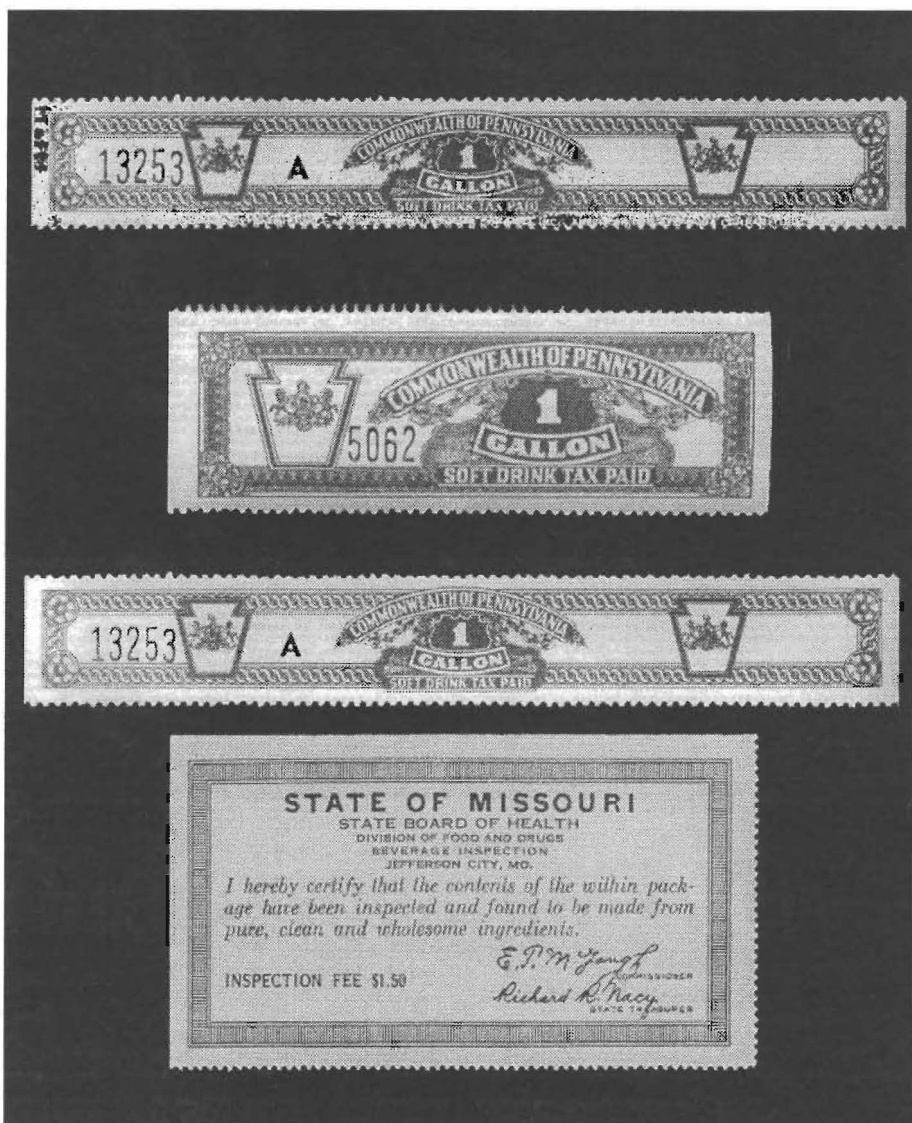 COMMONWEALTH OF PENNSYLVANIA
13253 A 1
GALLON
SOFT DRINK TAX PAID
COMMONWEALTH OF PENNSYLVANIA
1
5062 GALLON
SOFT DRINK TAX PAID
COMMONWEALTH OF PENNSYLVANIA
13253 A 1
GALLON
SOFT DRINK TAX PAID
STATE OF MISSOURI
STATE BOARD OF HEALTH
DIVISION OF FOOD AND DRUGS
BEVERAGE INSPECTION
JEFFERSON CITY, MO.
I hereby certify that the contents of the within pack-
age have been inspected and found to be made from
pure, clean and wholesome ingredients.
E. P. M
COMMISSIONER
INSPECTION FEE $1.50
Richard R. Nacy
STATE TREASURER